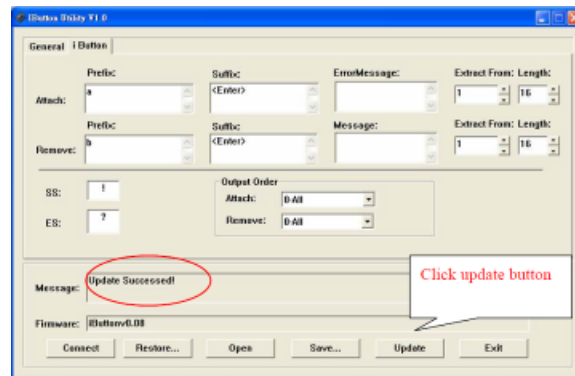 iButton Utility V1.0
General i Button
Prefix: Suffix: ErrorMessage: Extract From: Length:
Attach: a <Enter> 1 16
Prefix: Suffix: Message: Extract From: Length:
Remove: b <Enter> 1 16
Output Order
SS: !
Attach: 0-All
ES: ?
Remove: 0-All
Click update button
Message: Update Successed!
Firmware: iButtonv0.08
Connect Restore... Open Save... Update Exit